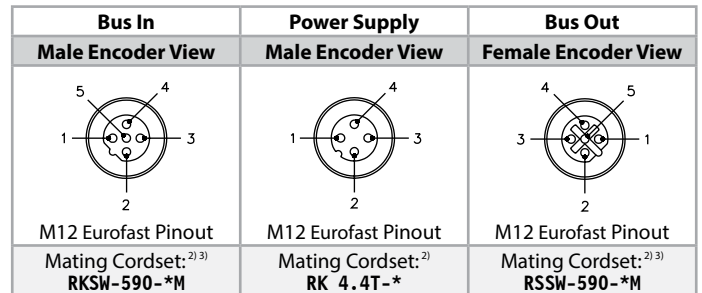 Bus In Power Supply Bus Out
Male Encoder View Male Encoder View Female Encoder View
5 4 4 4 5
1 3 1 3 3 1
2 2 2
M12 Eurofast Pinout M12 Eurofast Pinout M12 Eurofast Pinout
Mating Cordset: 2) 3) Mating Cordset: 2) Mating Cordset: 2) 3)
RKSW-590-*M RK 4.4T-* RSSW-590-*M